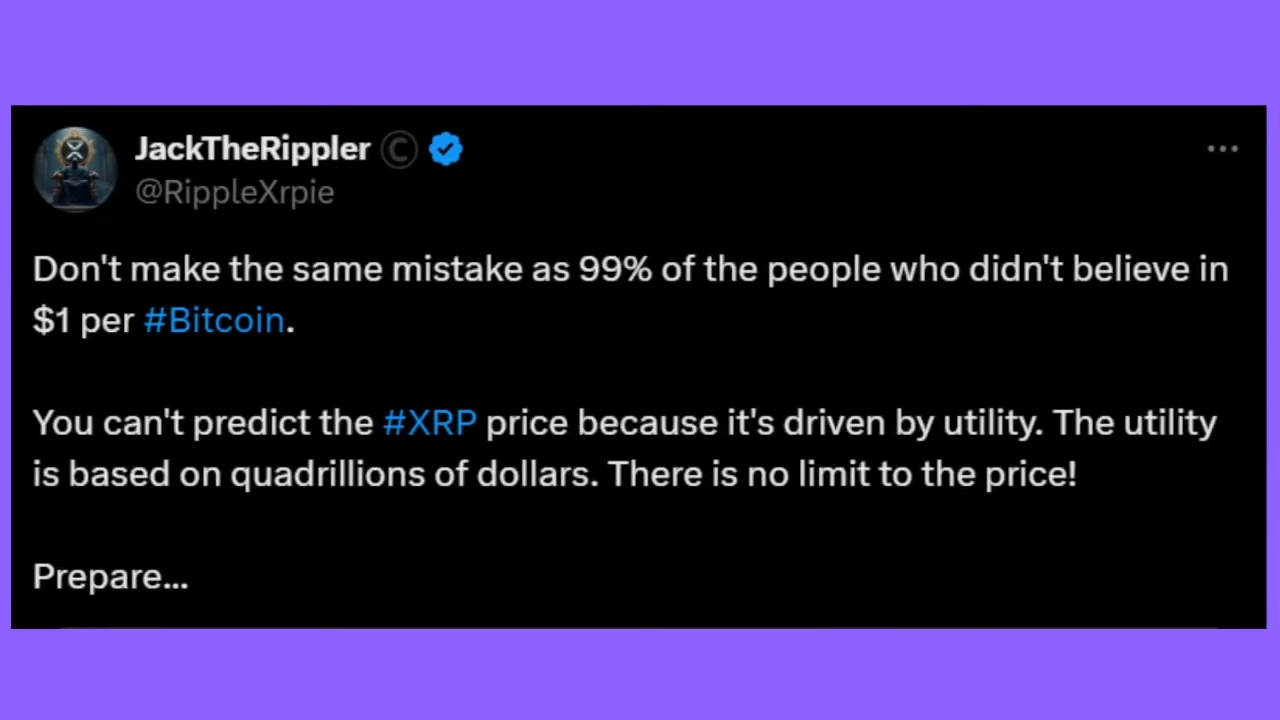 JackTheRippler ©
@RippleXrpie
Don't make the same mistake as 99% of the people who didn't believe in
$1 per #Bitcoin.
You can't predict the #XRP price because it's driven by utility. The utility
is based on quadrillions of dollars. There is no limit to the price!
Prepare...